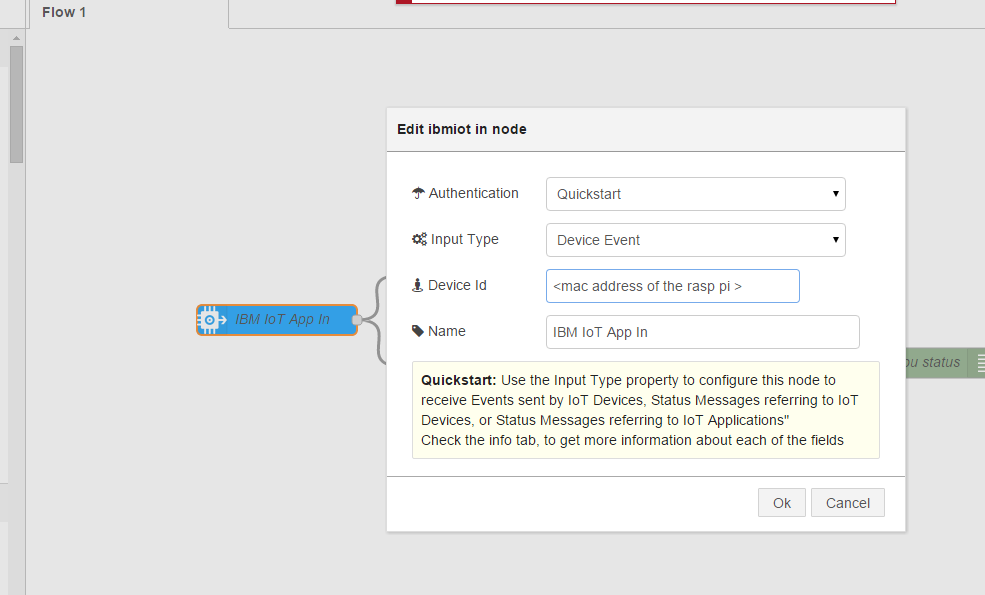 Flow 1
Edit ibmiot in node
Authentication
Quickstart
Input Type
Device Event
Device Id
<mac address of the rasp pi >
IBM IoT App In
Name
IBM IoT App In
status
Quickstart: Use the Input Type property to configure this node to
receive Events sent by IoT Devices, Status Messages referring to IoT
Devices, or Status Messages referring to IoT Applications"
Check the info tab, to get more information about each of the fields
Ok
Cancel